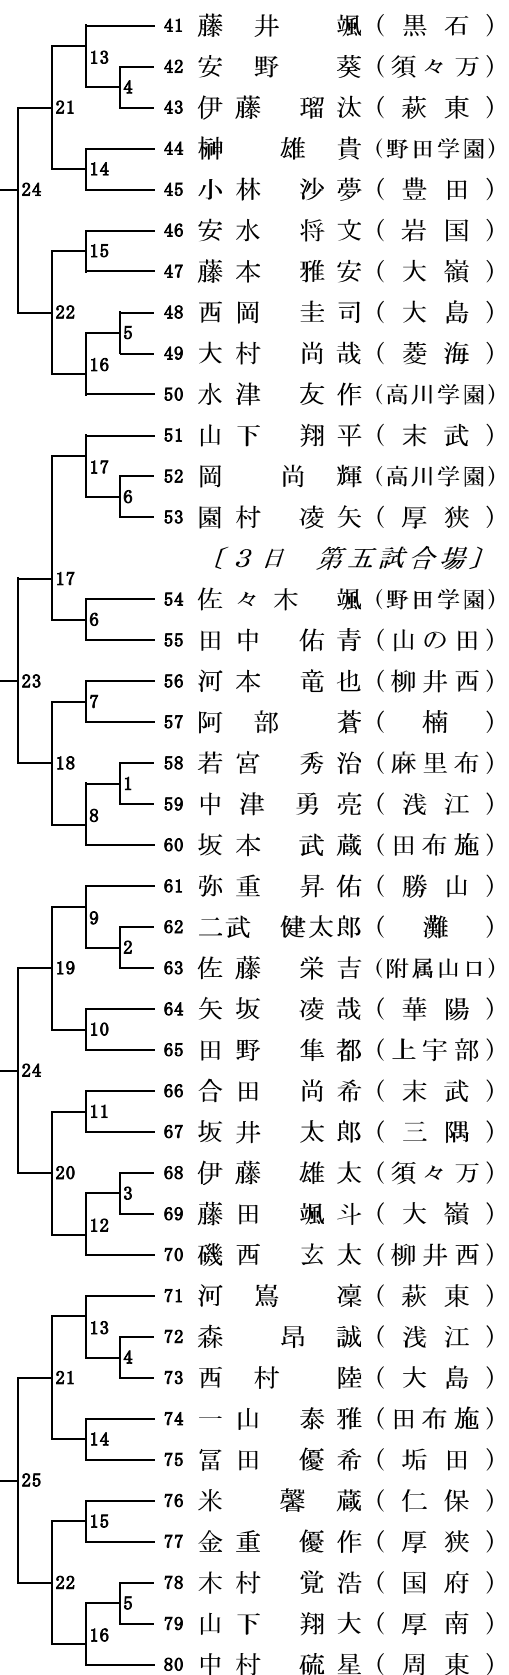 41 藤井 颯 (黒石)
13
42 安野 葵 (須々万)
4
21
43 伊藤 瑠汰 (萩東)
44 榊 雄貴 (野田学園)
14
24
45 小林 沙夢 (豊田)
46 安水 将文 (岩国)
15
47 藤本 雅安 (大嶺)
22
48 西岡 圭司 (大島)
5
49 大村 尚哉 (菱海)
16
50 水津 友作 (高川学園)
51 山下 翔平 (末武)
17
52 岡 尚輝 (高川学園)
6
53 園村 凌矢 (厚狭)
〔3日 第五試合場〕
17
54 佐々木 颯 (野田学園)
6
55 田中 佑青 (山の田)
23
56 河本 竜也 (柳井西)
7
57 阿部 蒼 (楠)
18
58 若宮 秀治 (麻里布)
1
59 中津 勇亮 (浅江)
8
60 坂本 武蔵 (田布施)
61 弥重 昇佑 (勝山)
9
62 二武 健太郎 (灘)
2
19
63 佐藤 栄吉 (附属山口)
64 矢坂 凌哉 (華陽)
10
65 田野 隼都 (上宇部)
24
66 合田 尚希 (末武)
11
67 坂井 太郎 (三隅)
20
68 伊藤 雄太 (須々万)
3
69 藤田 颯斗 (大嶺)
12
70 磯西 玄太 (柳井西)
71 河嶌 凜 (萩東)
13
72 森 昂誠 (浅江)
4
21
73 西村 陸 (大島)
74 一山 泰雅 (田布施)
14
75 冨田 優希 (垢田)
25
76 米 馨蔵 (仁保)
15
77 金重 優作 (厚狭)
22
78 木村 覚浩 (国府)
5
79 山下 翔大 (厚南)
16
80 中村 硫星 (周東)